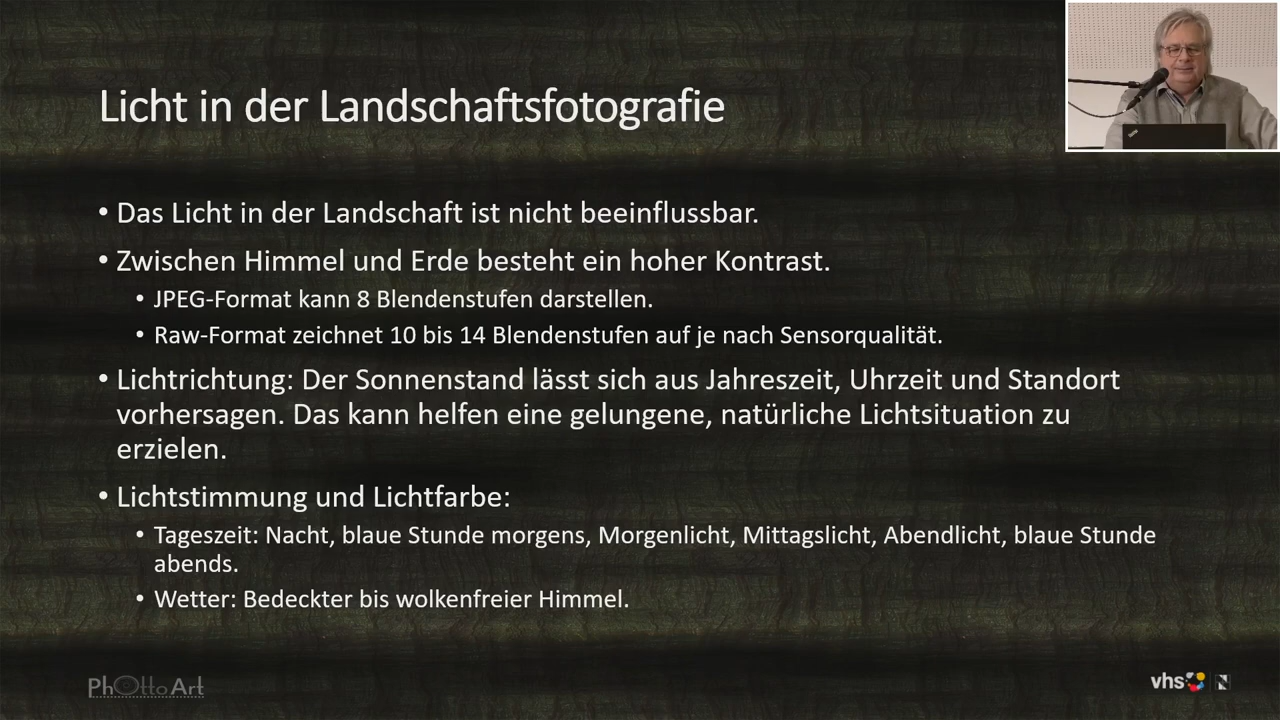 Licht in der Landschaftsfotografie
• Das Licht in der Landschaft ist nicht beeinflussbar.
• Zwischen Himmel und Erde besteht ein hoher Kontrast.
• JPEG-Format kann 8 Blendenstufen darstellen.
• Raw-Format zeichnet 10 bis 14 Blendenstufen auf je nach Sensorqualität.
• Lichtrichtung: Der Sonnenstand lässt sich aus Jahreszeit, Uhrzeit und Standort
vorhersagen. Das kann helfen eine gelungene, natürliche Lichtsituation zu
erzielen.
• Lichtstimmung und Lichtfarbe:
• Tageszeit: Nacht, blaue Stunde morgens, Morgenlicht, Mittagslicht, Abendlicht, blaue Stunde
abends.
• Wetter: Bedeckter bis wolkenfreier Himmel.
PhOttoArt
vhs